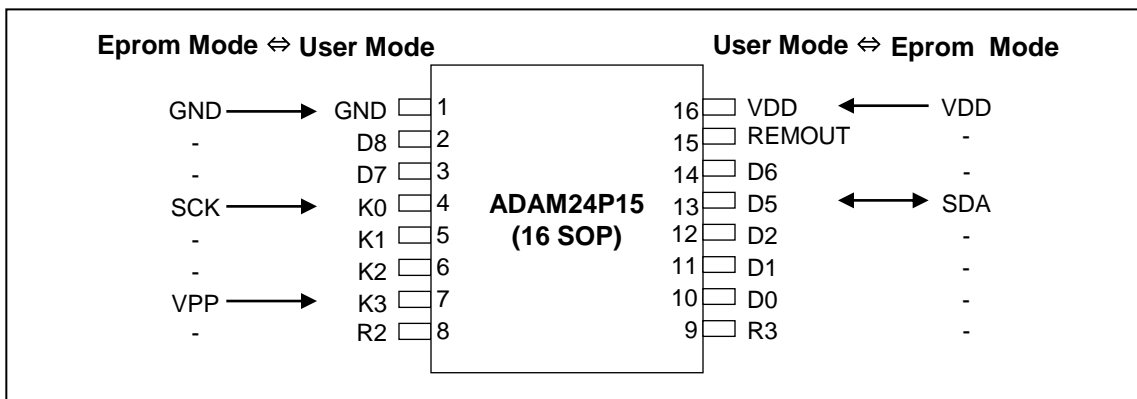 Eprom Mode ⇔ User Mode User Mode ⇔ Eprom Mode
GND GND 1 16 VDD VDD
- D8 2 15 REMOUT -
- D7 3 14 D6 -
SCK K0 4 ADAM24P15 13 D5 SDA
- K1 5 (16 SOP) 12 D2 -
- K2 6 11 D1 -
VPP K3 7 10 D0 -
- R2 8 9 R3 -